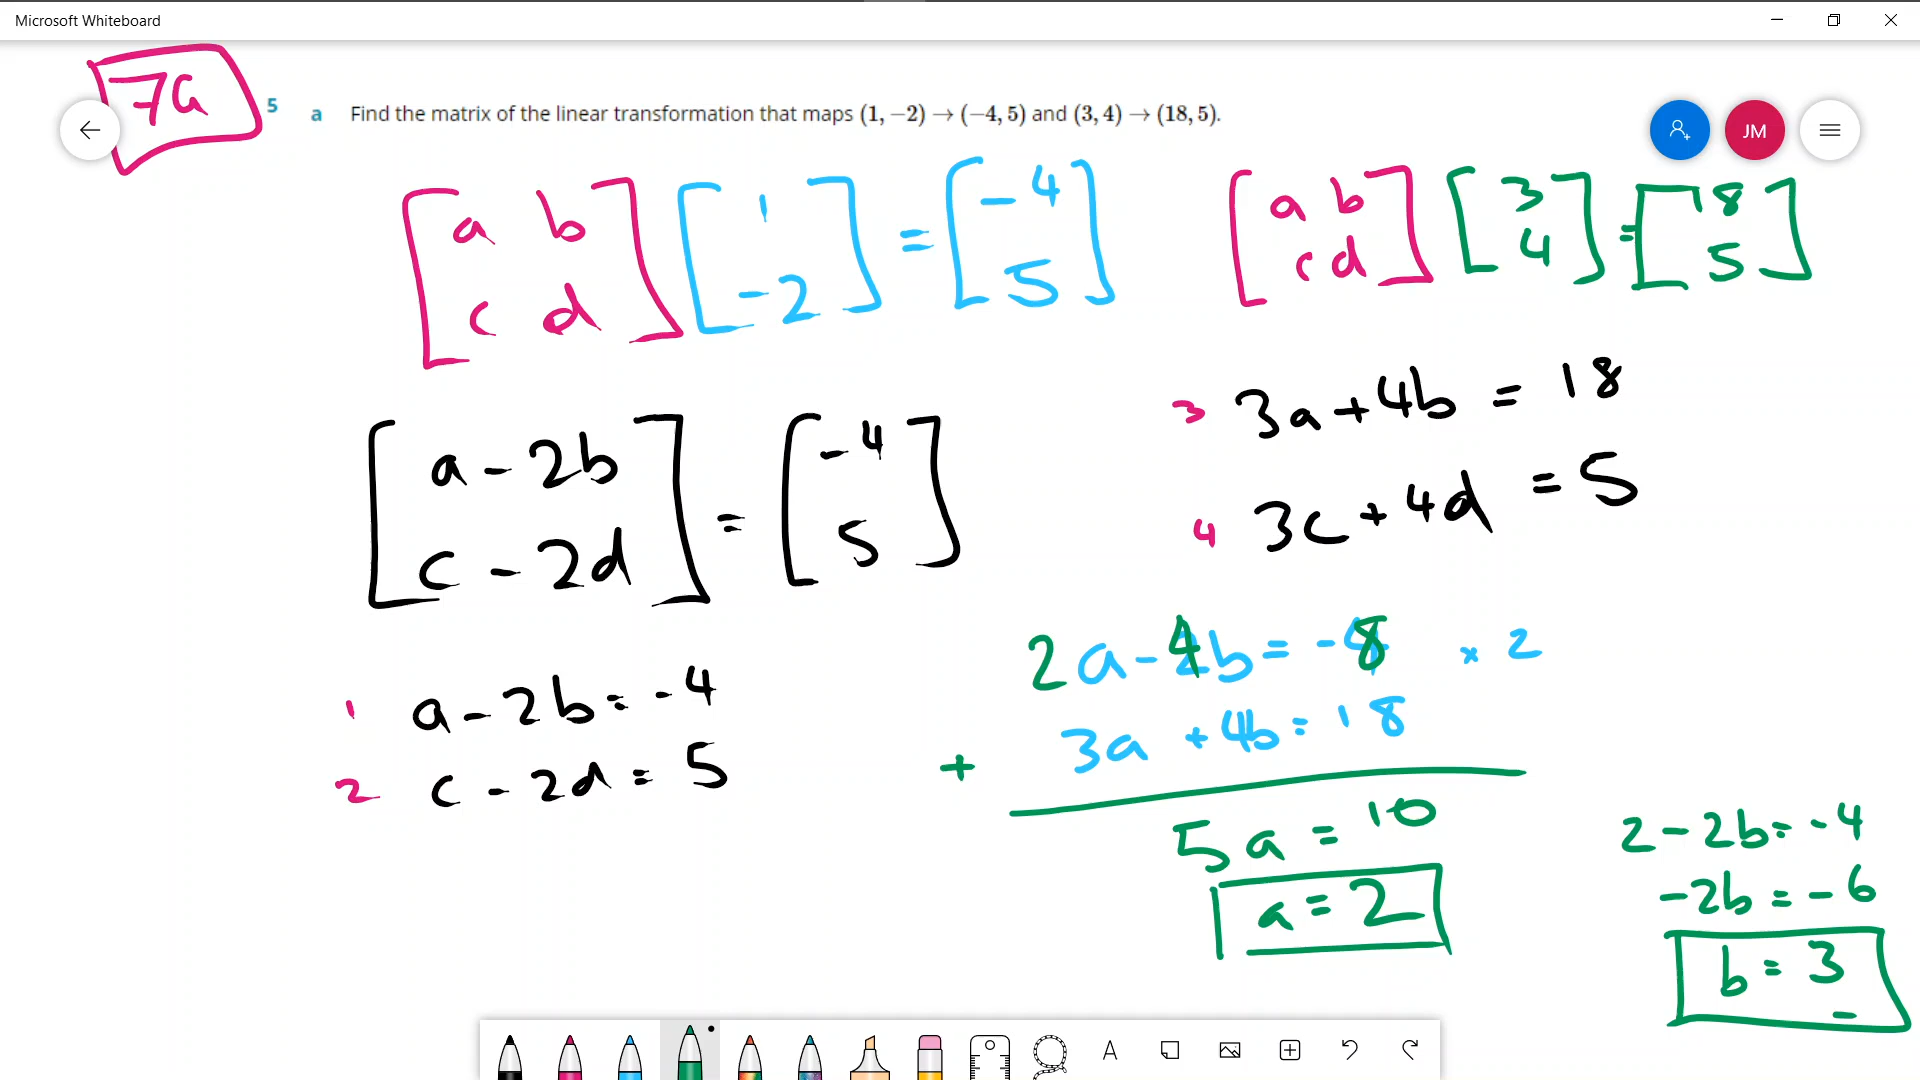 Microsoft Whiteboard
7G
5 a Find the matrix of the linear transformation that maps (1, −2) → (−4, 5) and (3, 4) → (18, 5).
JM
[a b; c d] [1; -2] = [-4; 5]
[a b; c d] [3; 4] = [18; 5]
[a - 2b; c - 2d] = [-4; 5]
3 3a + 4b = 18
4 3c + 4d = 5
1 a - 2b = -4
2 c - 2d = 5
2a - 4b = -8 × 2
+ 3a + 4b = 18
5a = 10
a = 2
2 - 2b = -4
-2b = -6
b = 3
A